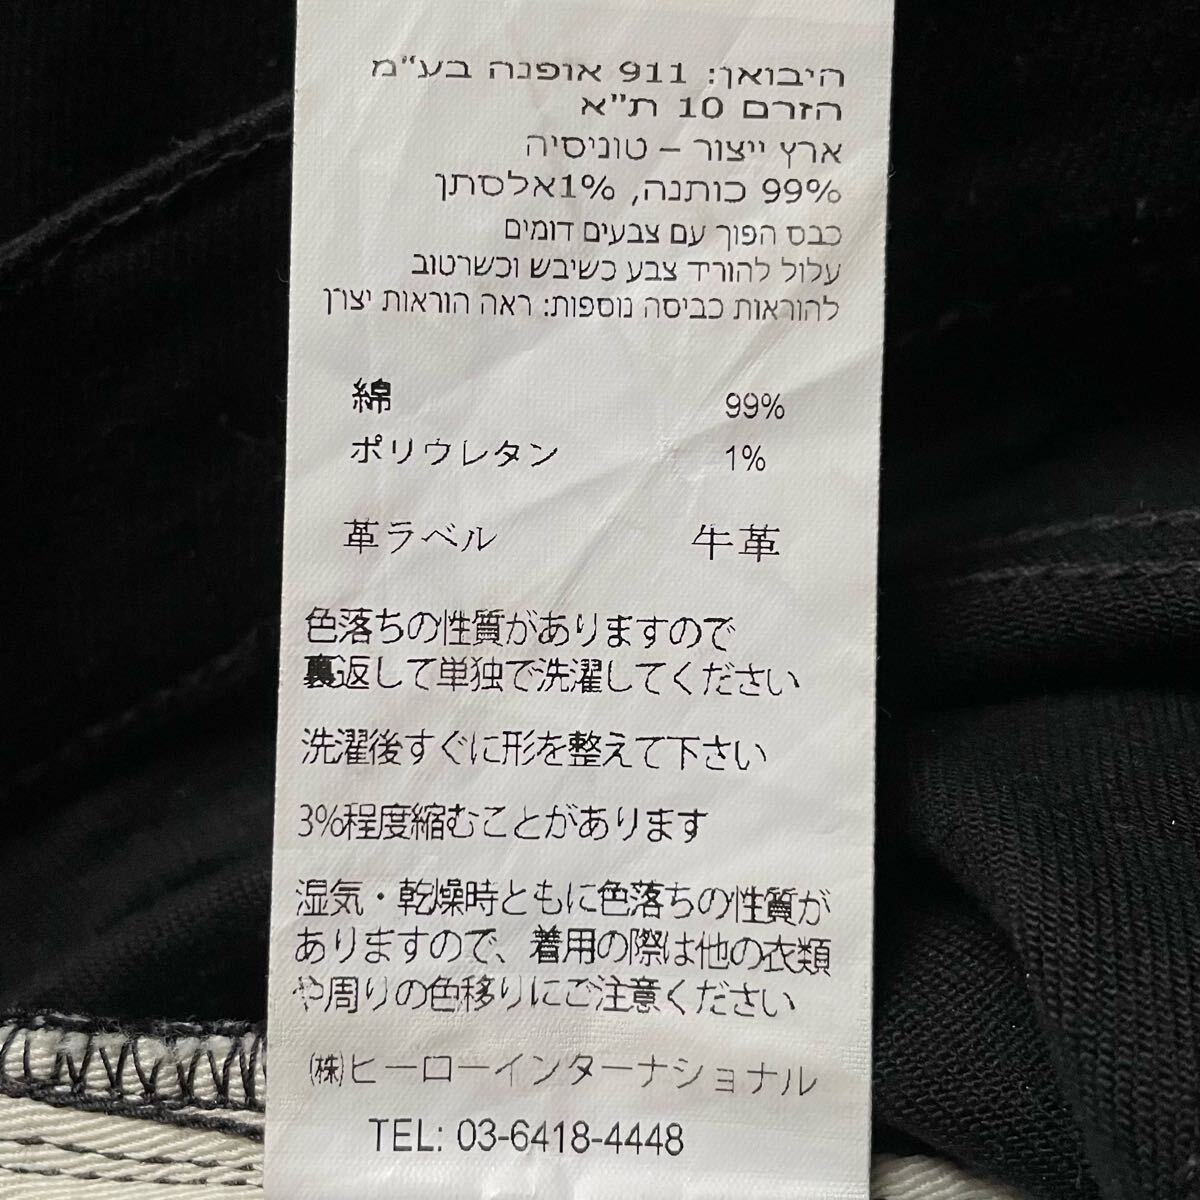 היבואן: 911 אופנה בע"מ
הזרם 10 ת"א
ארץ ייצור – טוניסיה
99% כותנה, 1%אלסתן
כבס הפוך עם צבעים דומים
עלול להוריד צבע כשיבש וכשרטוב
להוראות כביסה נוספות: ראה הוראות יצרן
綿 99%
ポリウレタン 1%
革ラベル 牛革
色落ちの性質がありますので
裏返して単独で洗濯してください
洗濯後すぐに形を整えて下さい
3%程度縮むことがあります
湿気・乾燥時ともに色落ちの性質が
ありますので、着用の際は他の衣類
や周りの色移りにご注意ください
(株)ヒーローインターナショナル
TEL: 03-6418-4448